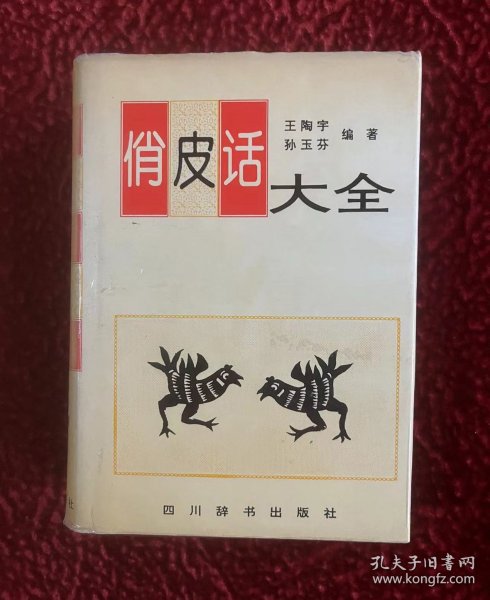 俏皮话
王陶宇
孙玉芬
编著
大全
四川辞书出版社
社
孔夫子旧书网
www.kongfz.com